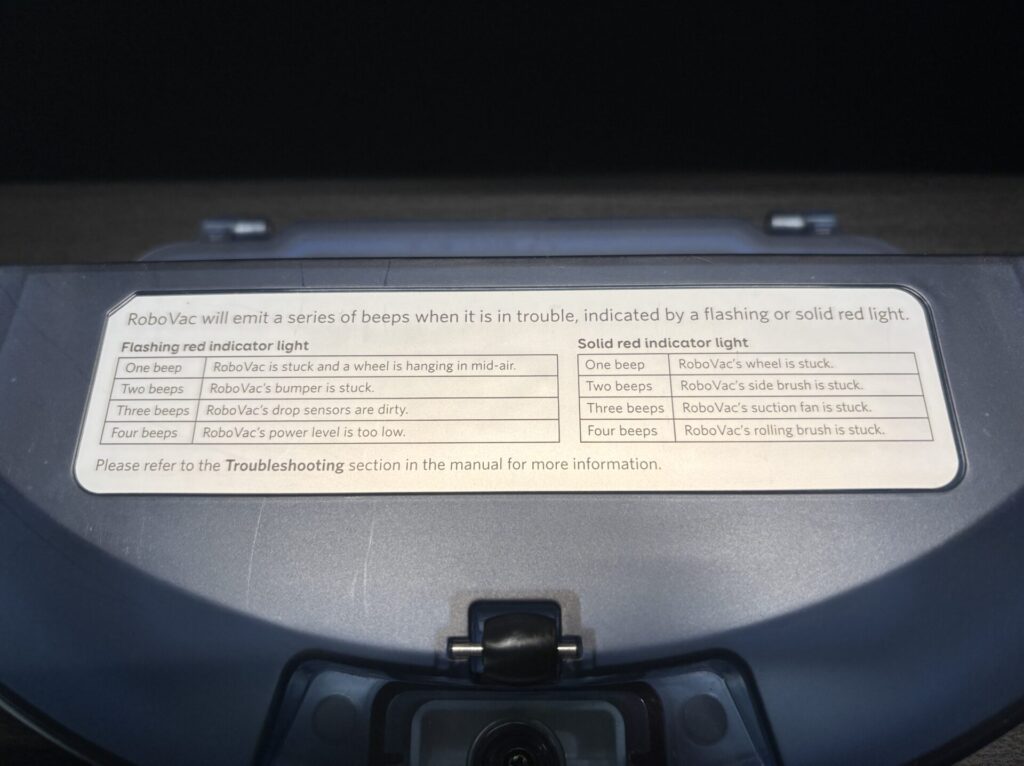 RoboVac will emit a series of beeps when it is in trouble, indicated by a flashing or solid red light.
Flashing red indicator light
One beep RoboVac is stuck and a wheel is hanging in mid-air.
Two beeps RoboVac's bumper is stuck.
Three beeps RoboVac's drop sensors are dirty.
Four beeps RoboVac's power level is too low.
Solid red indicator light
One beep RoboVac's wheel is stuck.
Two beeps RoboVac's side brush is stuck.
Three beeps RoboVac's suction fan is stuck.
Four beeps RoboVac's rolling brush is stuck.
Please refer to the Troubleshooting section in the manual for more information.